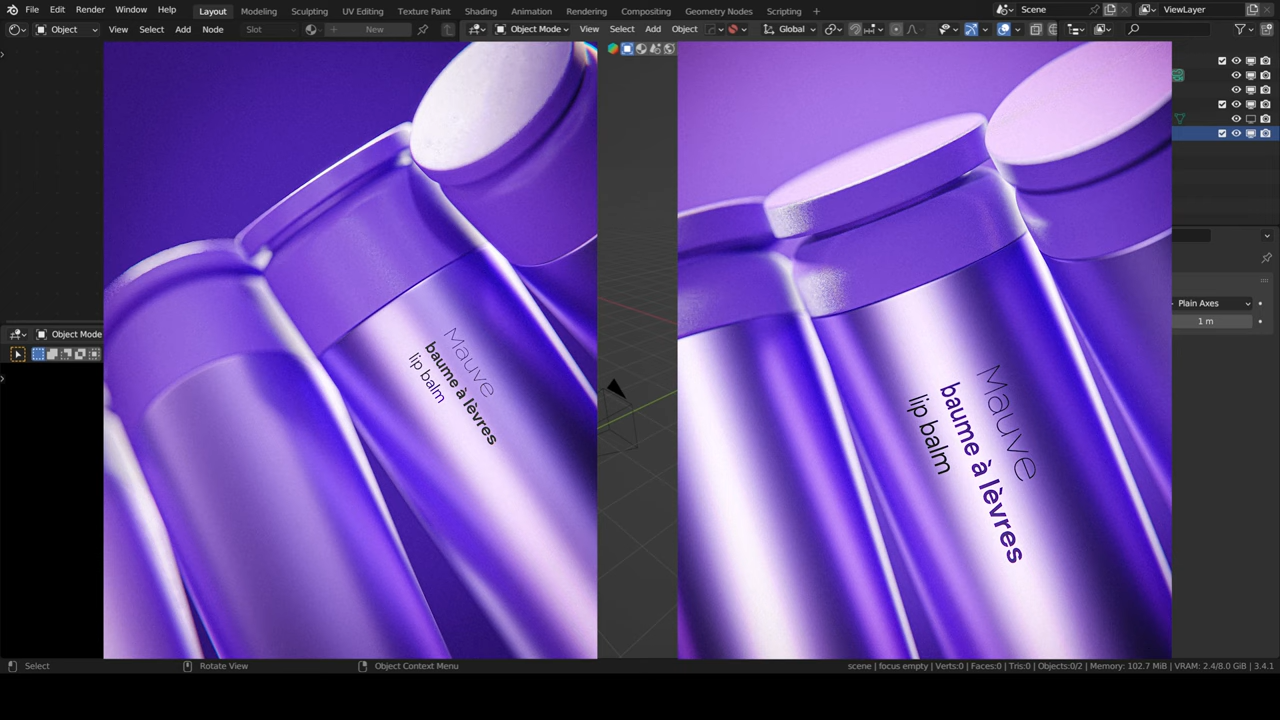 File Edit Render Window Help
Layout Modeling Sculpting UV Editing Texture Paint Shading Animation Rendering Compositing Geometry Nodes Scripting +
Scene
ViewLayer
Object View Select Add Node Slot New
Object Mode View Select Add Object Global
Object Mode
Mauve
baume à lèvres
lip balm
Mauve
baume à lèvres
lip balm
Plain Axes
1 m
Select
Rotate View
Object Context Menu
scene | focus empty | Verts:0 | Faces:0 | Tris:0 | Objects:0/2 | Memory: 102.7 MiB | VRAM: 2.4/8.0 GiB | 3.4.1